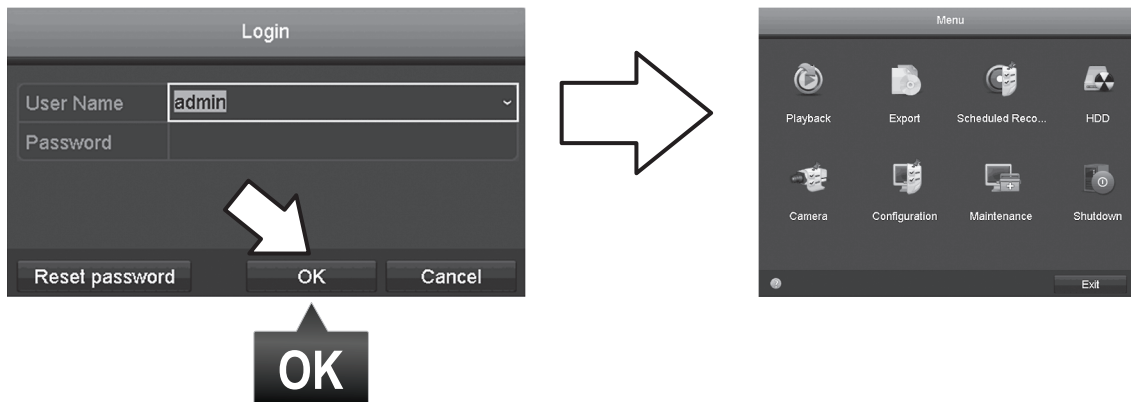 Login
User Name admin
Password
Reset password OK Cancel
OK
Menu
Playback Export Scheduled Reco... HDD
Camera Configuration Maintenance Shutdown
Exit